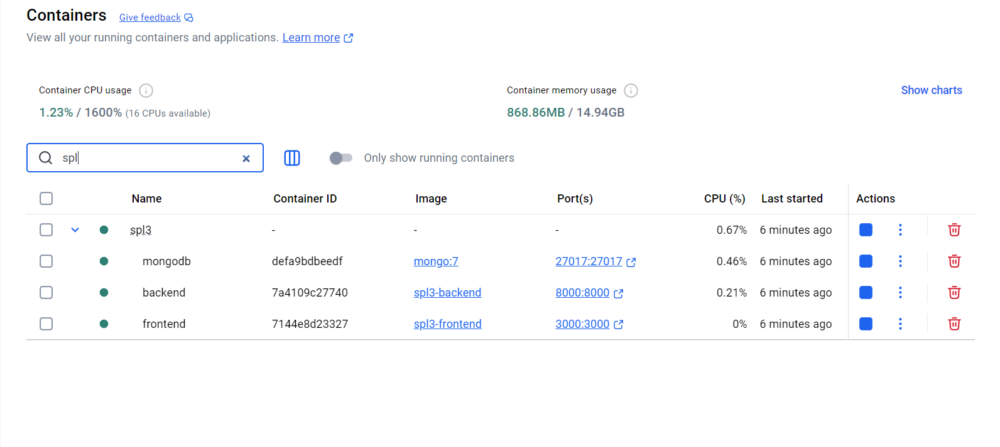 Containers Give feedback
View all your running containers and applications. Learn more
Container CPU usage Container memory usage Show charts
1.23% / 1600% (16 CPUs available) 868.86MB / 14.94GB
spl Only show running containers
Name Container ID Image Port(s) CPU (%) Last started Actions
spl3 - - - 0.67% 6 minutes ago
mongodb defa9bdbeedf mongo:7 27017:27017 0.46% 6 minutes ago
backend 7a4109c27740 spl3-backend 8000:8000 0.21% 6 minutes ago
frontend 7144e8d23327 spl3-frontend 3000:3000 0% 6 minutes ago